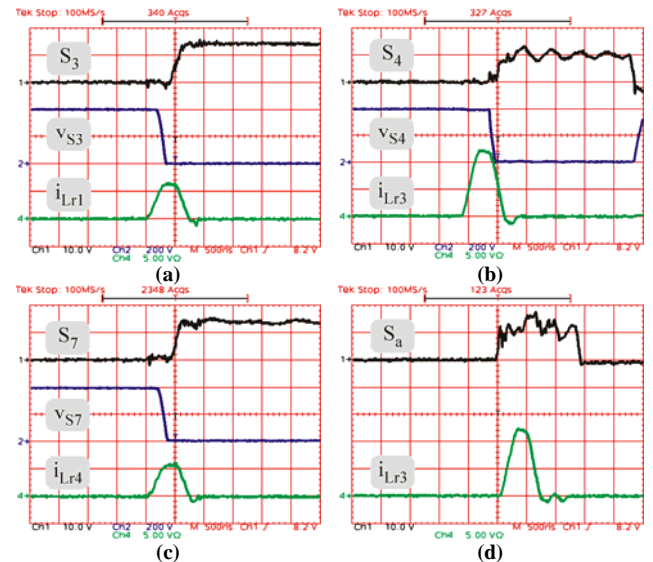 Tek Stop: 100MS/s 340 Acqs
S3
1
vS3
2
iLr1
4
Ch1 10.0 V Ch2 200 V M 500ns Ch1 8.2 V
Ch4 5.00 VΩ
(a)
Tek Stop: 100MS/s 327 Acqs
S4
1
vS4
2
iLr3
4
Ch1 10.0 V Ch2 200 V M 500ns Ch1 8.2 V
Ch4 5.00 VΩ
(b)
Tek Stop: 100MS/s 2348 Acqs
S7
1
vS7
2
iLr4
4
Ch1 10.0 V Ch2 200 V M 500ns Ch1 8.2 V
Ch4 5.00 VΩ
(c)
Tek Stop: 100MS/s 123 Acqs
Sa
1
iLr3
4
Ch1 10.0 V M 500ns Ch1 8.2 V
Ch4 5.00 VΩ
(d)